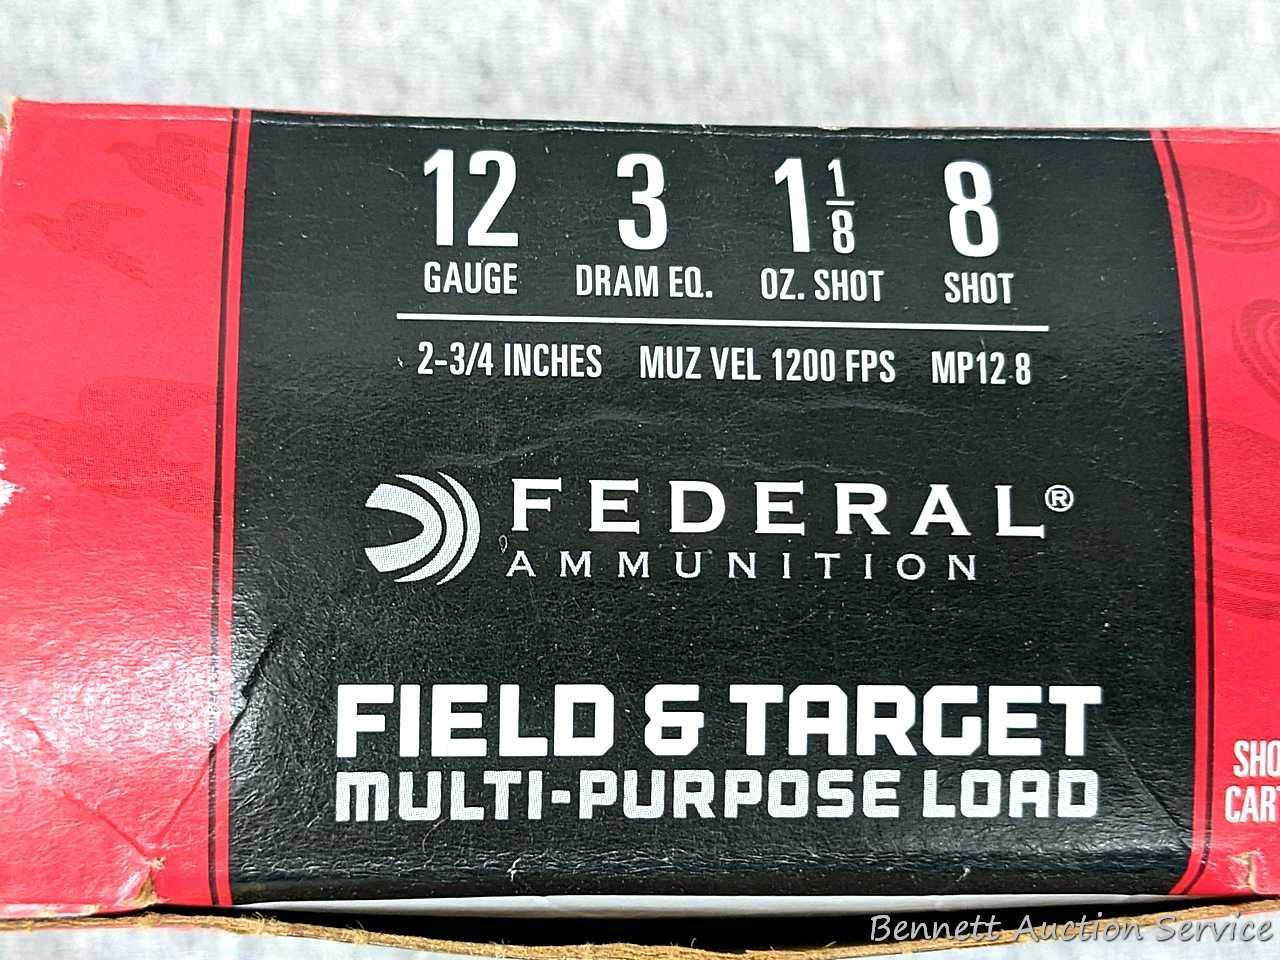 12 3 1 1/8 8
GAUGE DRAM EQ. OZ. SHOT SHOT
2-3/4 INCHES MUZ VEL 1200 FPS MP12 8
FEDERAL®
AMMUNITION
FIELD & TARGET
MULTI-PURPOSE LOAD
SHO
CART
Bennett Auction Service